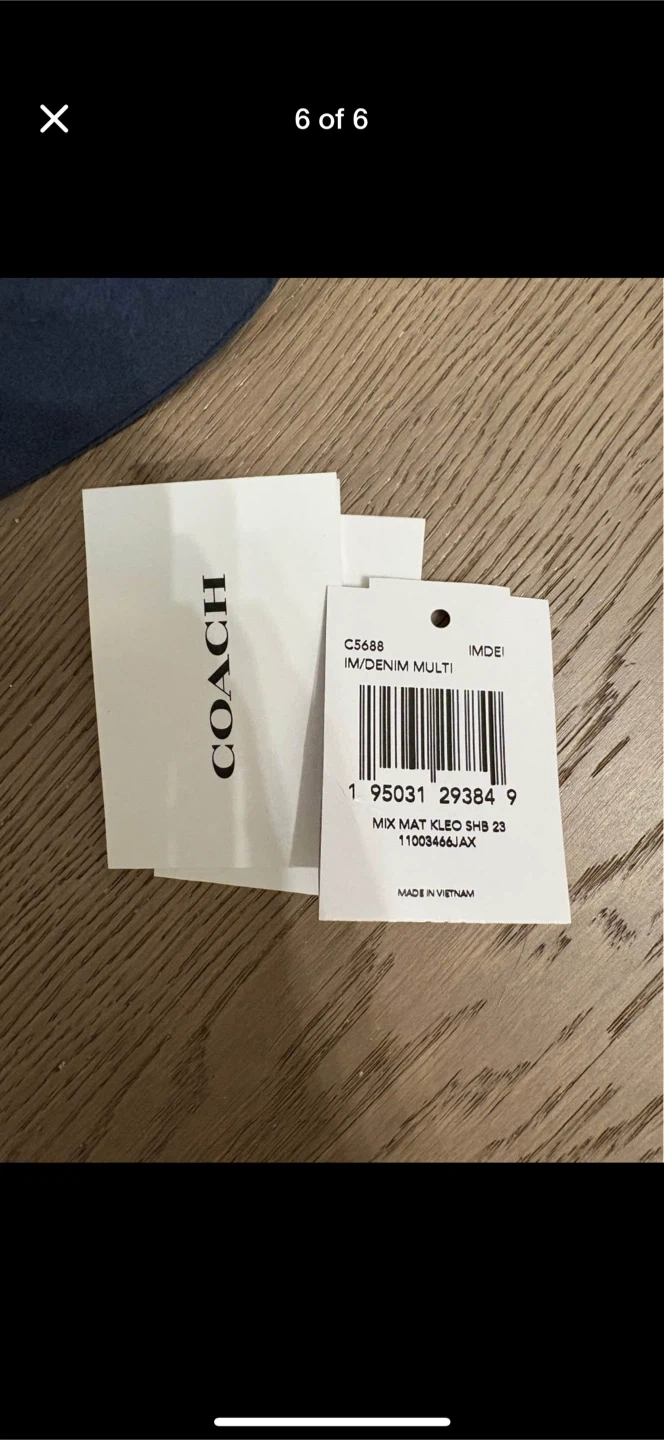 6 of 6
COACH
C5688 IMDEI
IM/DENIM MULTI
1 95031 29384 9
MIX MAT KLEO SHB 23
11003466JAX
MADE IN VIETNAM